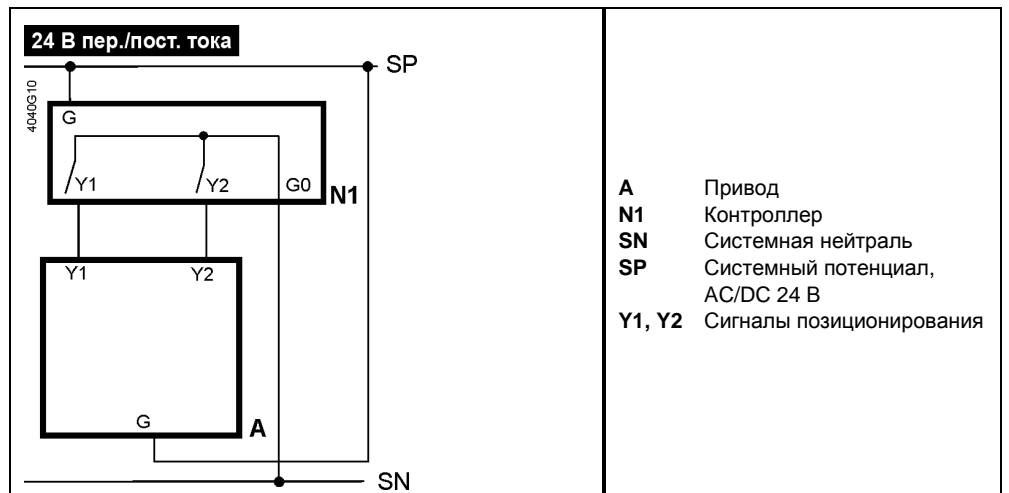 24 В пер./пост. тока
SP
4040G10
G
Y1
Y2
G0
N1
Y1
Y2
G
A
SN
A Привод
N1 Контроллер
SN Системная нейтраль
SP Системный потенциал,
AC/DC 24 В
Y1, Y2 Сигналы позиционирования